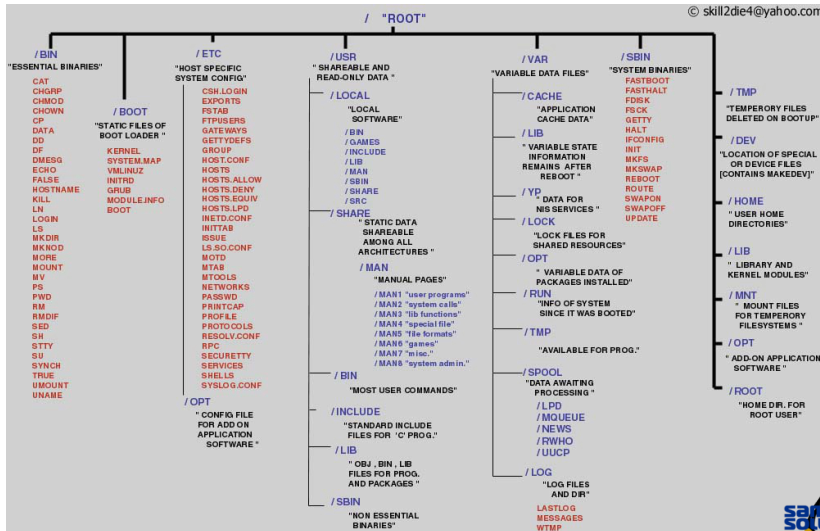 © skill2die4@yahoo.com
/ "ROOT"
/BIN
"ESSENTIAL BINARIES"
CAT
CHGRP
CHMOD
CHOWN
CP
DATA
DD
DF
DMESG
ECHO
FALSE
HOSTNAME
KILL
LN
LOGIN
LS
MKDIR
MKNOD
MORE
MOUNT
MV
PS
PWD
RM
RMDIF
SED
SH
STTY
SU
SYNCH
TRUE
UMOUNT
UNAME
/BOOT
"STATIC FILES OF
BOOT LOADER "
KERNEL
SYSTEM.MAP
VMLINUZ
INITRD
GRUB
MODULE.INFO
BOOT
/ETC
"HOST SPECIFIC
SYSTEM CONFIG"
CSH.LOGIN
EXPORTS
FSTAB
FTPUSERS
GATEWAYS
GETTYDEFS
GROUP
HOST.CONF
HOSTS
HOSTS.ALLOW
HOSTS.DENY
HOSTS.EQUIV
HOSTS.LPD
INETD.CONF
INITTAB
ISSUE
LS.SO.CONF
MOTD
MTAB
MTOOLS
NETWORKS
PASSWD
PRINTCAP
PROFILE
PROTOCOLS
RESOLV.CONF
RPC
SECURETTY
SERVICES
SHELLS
SYSLOG.CONF
/OPT
" CONFIG FILE
FOR ADD ON
APPLICATION
SOFTWARE "
/USR
"SHAREABLE AND
READ-ONLY DATA "
/LOCAL
"LOCAL
SOFTWARE"
/BIN
/GAMES
/INCLUDE
/LIB
/MAN
/SBIN
/SHARE
/SRC
/SHARE
"STATIC DATA
SHAREABLE
AMONG ALL
ARCHITECTURES "
/MAN
"MANUAL PAGES"
/MAN1 "user programs"
/MAN2 "system calls"
/MAN3 "lib functions"
/MAN4 "special file"
/MAN5 "file formats"
/MAN6 "games"
/MAN7 "misc."
/MAN8 "system admin."
/BIN
"MOST USER COMMANDS"
/INCLUDE
"STANDARD INCLUDE
FILES FOR 'C' PROG."
/LIB
" OBJ , BIN , LIB
FILES FOR PROG.
AND PACKAGES "
/SBIN
"NON ESSENTIAL
BINARIES"
/VAR
"VARIABLE DATA FILES"
/CACHE
"APPLICATION
CACHE DATA"
/LIB
" VARIABLE STATE
INFORMATION
REMAINS AFTER
REBOOT "
/YP
" DATA FOR
NIS SERVICES "
/LOCK
"LOCK FILES FOR
SHARED RESOURCES"
/OPT
" VARIABLE DATA OF
PACKAGES INSTALLED"
/RUN
"INFO OF SYSTEM
SINCE IT WAS BOOTED"
/TMP
"AVAILABLE FOR PROG.
/SPOOL
"DATA AWAITING
PROCESSING "
/LPD
/MQUEUE
/NEWS
/RWHO
/UUCP
/LOG
"LOG FILES
AND DIR"
LASTLOG
MESSAGES
WTMP
/SBIN
"SYSTEM BINARIES"
FASTBOOT
FASTHALT
FDISK
FSCK
GETTY
HALT
IFCONFIG
INIT
MKFS
MKSWAP
REBOOT
ROUTE
SWAPON
SWAPOFF
UPDATE
/TMP
"TEMPERORY FILES
DELETED ON BOOTUP"
/DEV
"LOCATION OF SPECIAL
OR DEVICE FILES
[CONTAINS MAKEDEV]"
/HOME
" USER HOME
DIRECTORIES "
/LIB
" LIBRARY AND
KERNEL MODULES"
/MNT
" MOUNT FILES
FOR TEMPERORY
FILESYSTEMS "
/OPT
"ADD-ON APPLICATION
SOFTWARE "
/ROOT
"HOME DIR. FOR
ROOT USER"